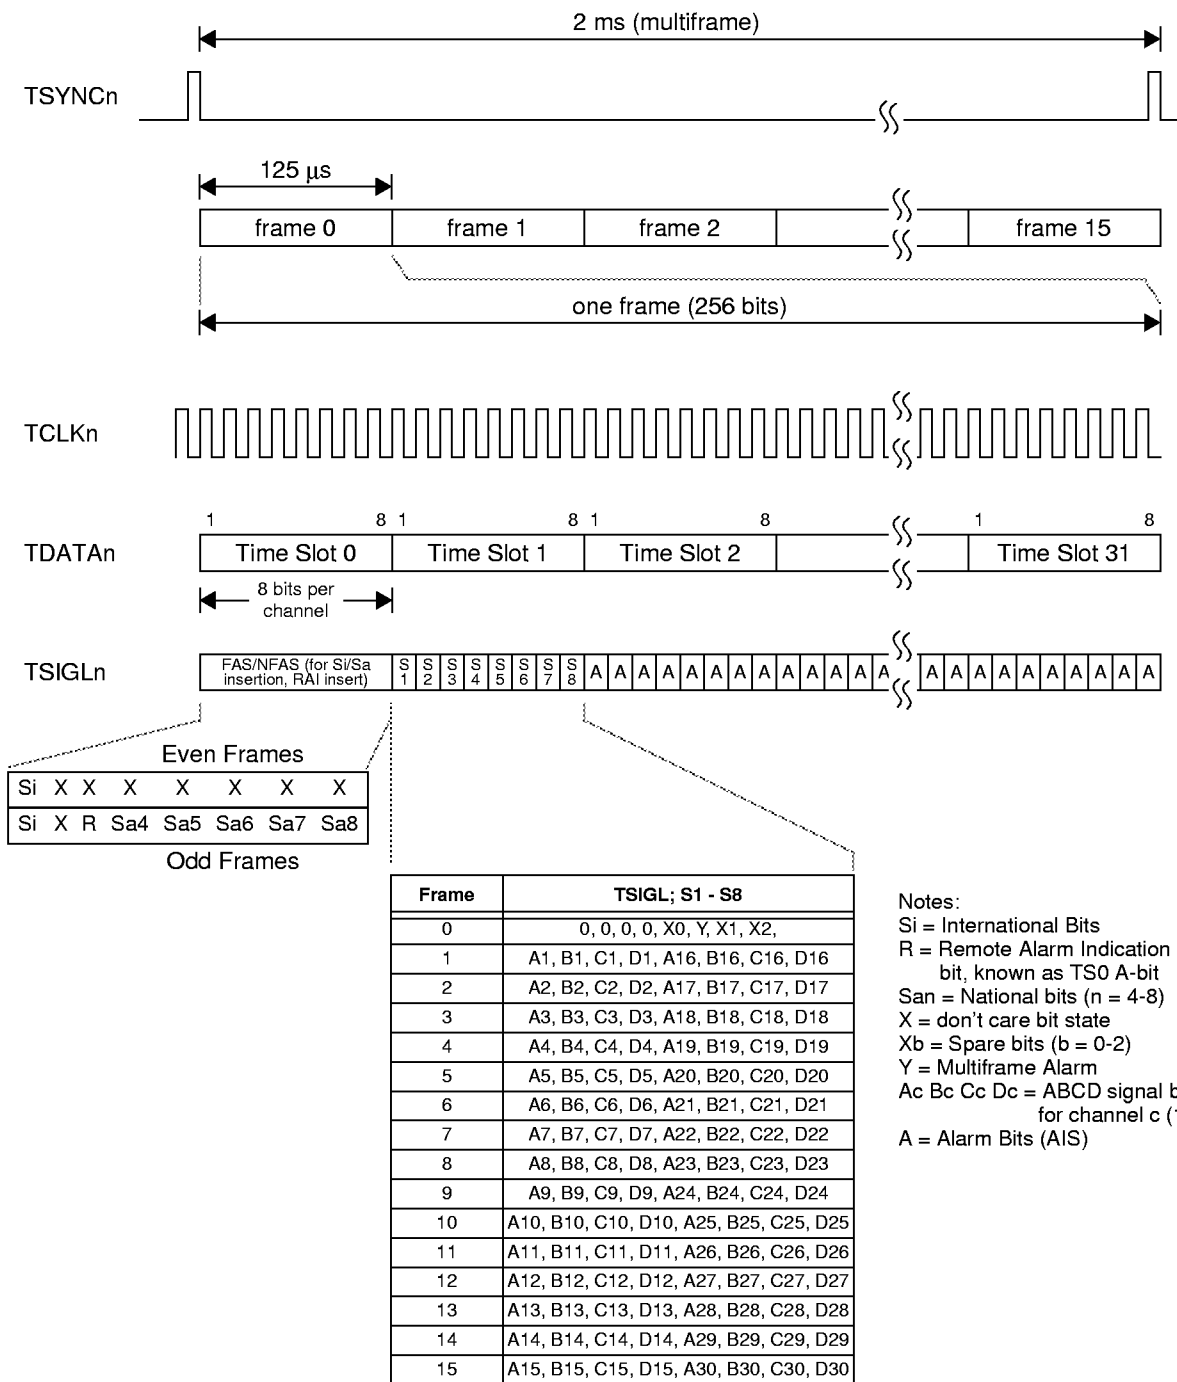 2 ms (multiframe)
TSYNCn
125 µs
frame 0 frame 1 frame 2 frame 15
one frame (256 bits)
TCLKn
1 8 1 8 1 8 1 8
TDATAn Time Slot 0 Time Slot 1 Time Slot 2 Time Slot 31
8 bits per
channel
TSIGLn
FAS/NFAS (for Si/Sa
insertion, RAI insert)
S1 S2 S3 S4 S5 S6 S7 S8 A A A A A A A A A A A A A A A A A A A A A A A
Even Frames
Si X X X X X X X
Si X R Sa4 Sa5 Sa6 Sa7 Sa8
Odd Frames
Frame TSIGL; S1 - S8
0 0, 0, 0, 0, X0, Y, X1, X2,
1 A1, B1, C1, D1, A16, B16, C16, D16
2 A2, B2, C2, D2, A17, B17, C17, D17
3 A3, B3, C3, D3, A18, B18, C18, D18
4 A4, B4, C4, D4, A19, B19, C19, D19
5 A5, B5, C5, D5, A20, B20, C20, D20
6 A6, B6, C6, D6, A21, B21, C21, D21
7 A7, B7, C7, D7, A22, B22, C22, D22
8 A8, B8, C8, D8, A23, B23, C23, D23
9 A9, B9, C9, D9, A24, B24, C24, D24
10 A10, B10, C10, D10, A25, B25, C25, D25
11 A11, B11, C11, D11, A26, B26, C26, D26
12 A12, B12, C12, D12, A27, B27, C27, D27
13 A13, B13, C13, D13, A28, B28, C28, D28
14 A14, B14, C14, D14, A29, B29, C29, D29
15 A15, B15, C15, D15, A30, B30, C30, D30
Notes:
Si = International Bits
R = Remote Alarm Indication
bit, known as TS0 A-bit
San = National bits (n = 4-8)
X = don't care bit state
Xb = Spare bits (b = 0-2)
Y = Multiframe Alarm
Ac Bc Cc Dc = ABCD signal
for channel c
A = Alarm Bits (AIS)